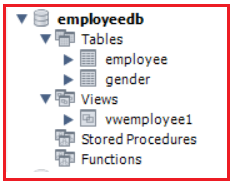 employeedb
Tables
employee
gender
Views
vwemployee1
Stored Procedures
Functions